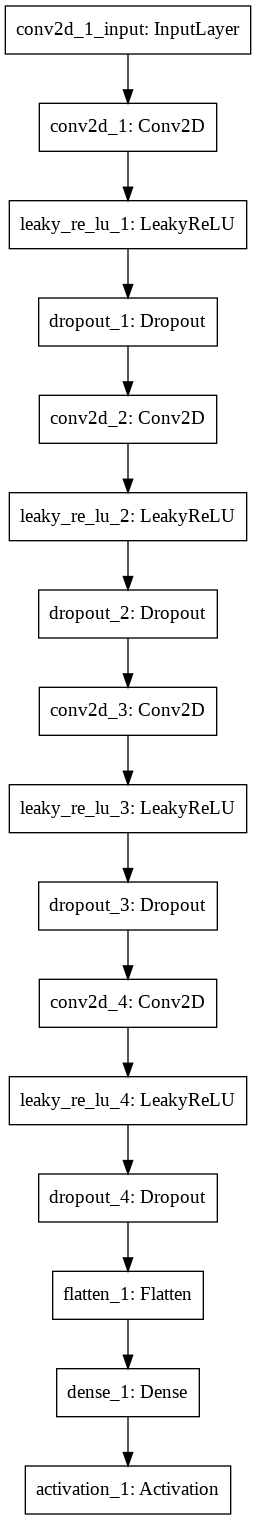 conv2d_1_input: InputLayer
conv2d_1: Conv2D
leaky_re_lu_1: LeakyReLU
dropout_1: Dropout
conv2d_2: Conv2D
leaky_re_lu_2: LeakyReLU
dropout_2: Dropout
conv2d_3: Conv2D
leaky_re_lu_3: LeakyReLU
dropout_3: Dropout
conv2d_4: Conv2D
leaky_re_lu_4: LeakyReLU
dropout_4: Dropout
flatten_1: Flatten
dense_1: Dense
activation_1: Activation